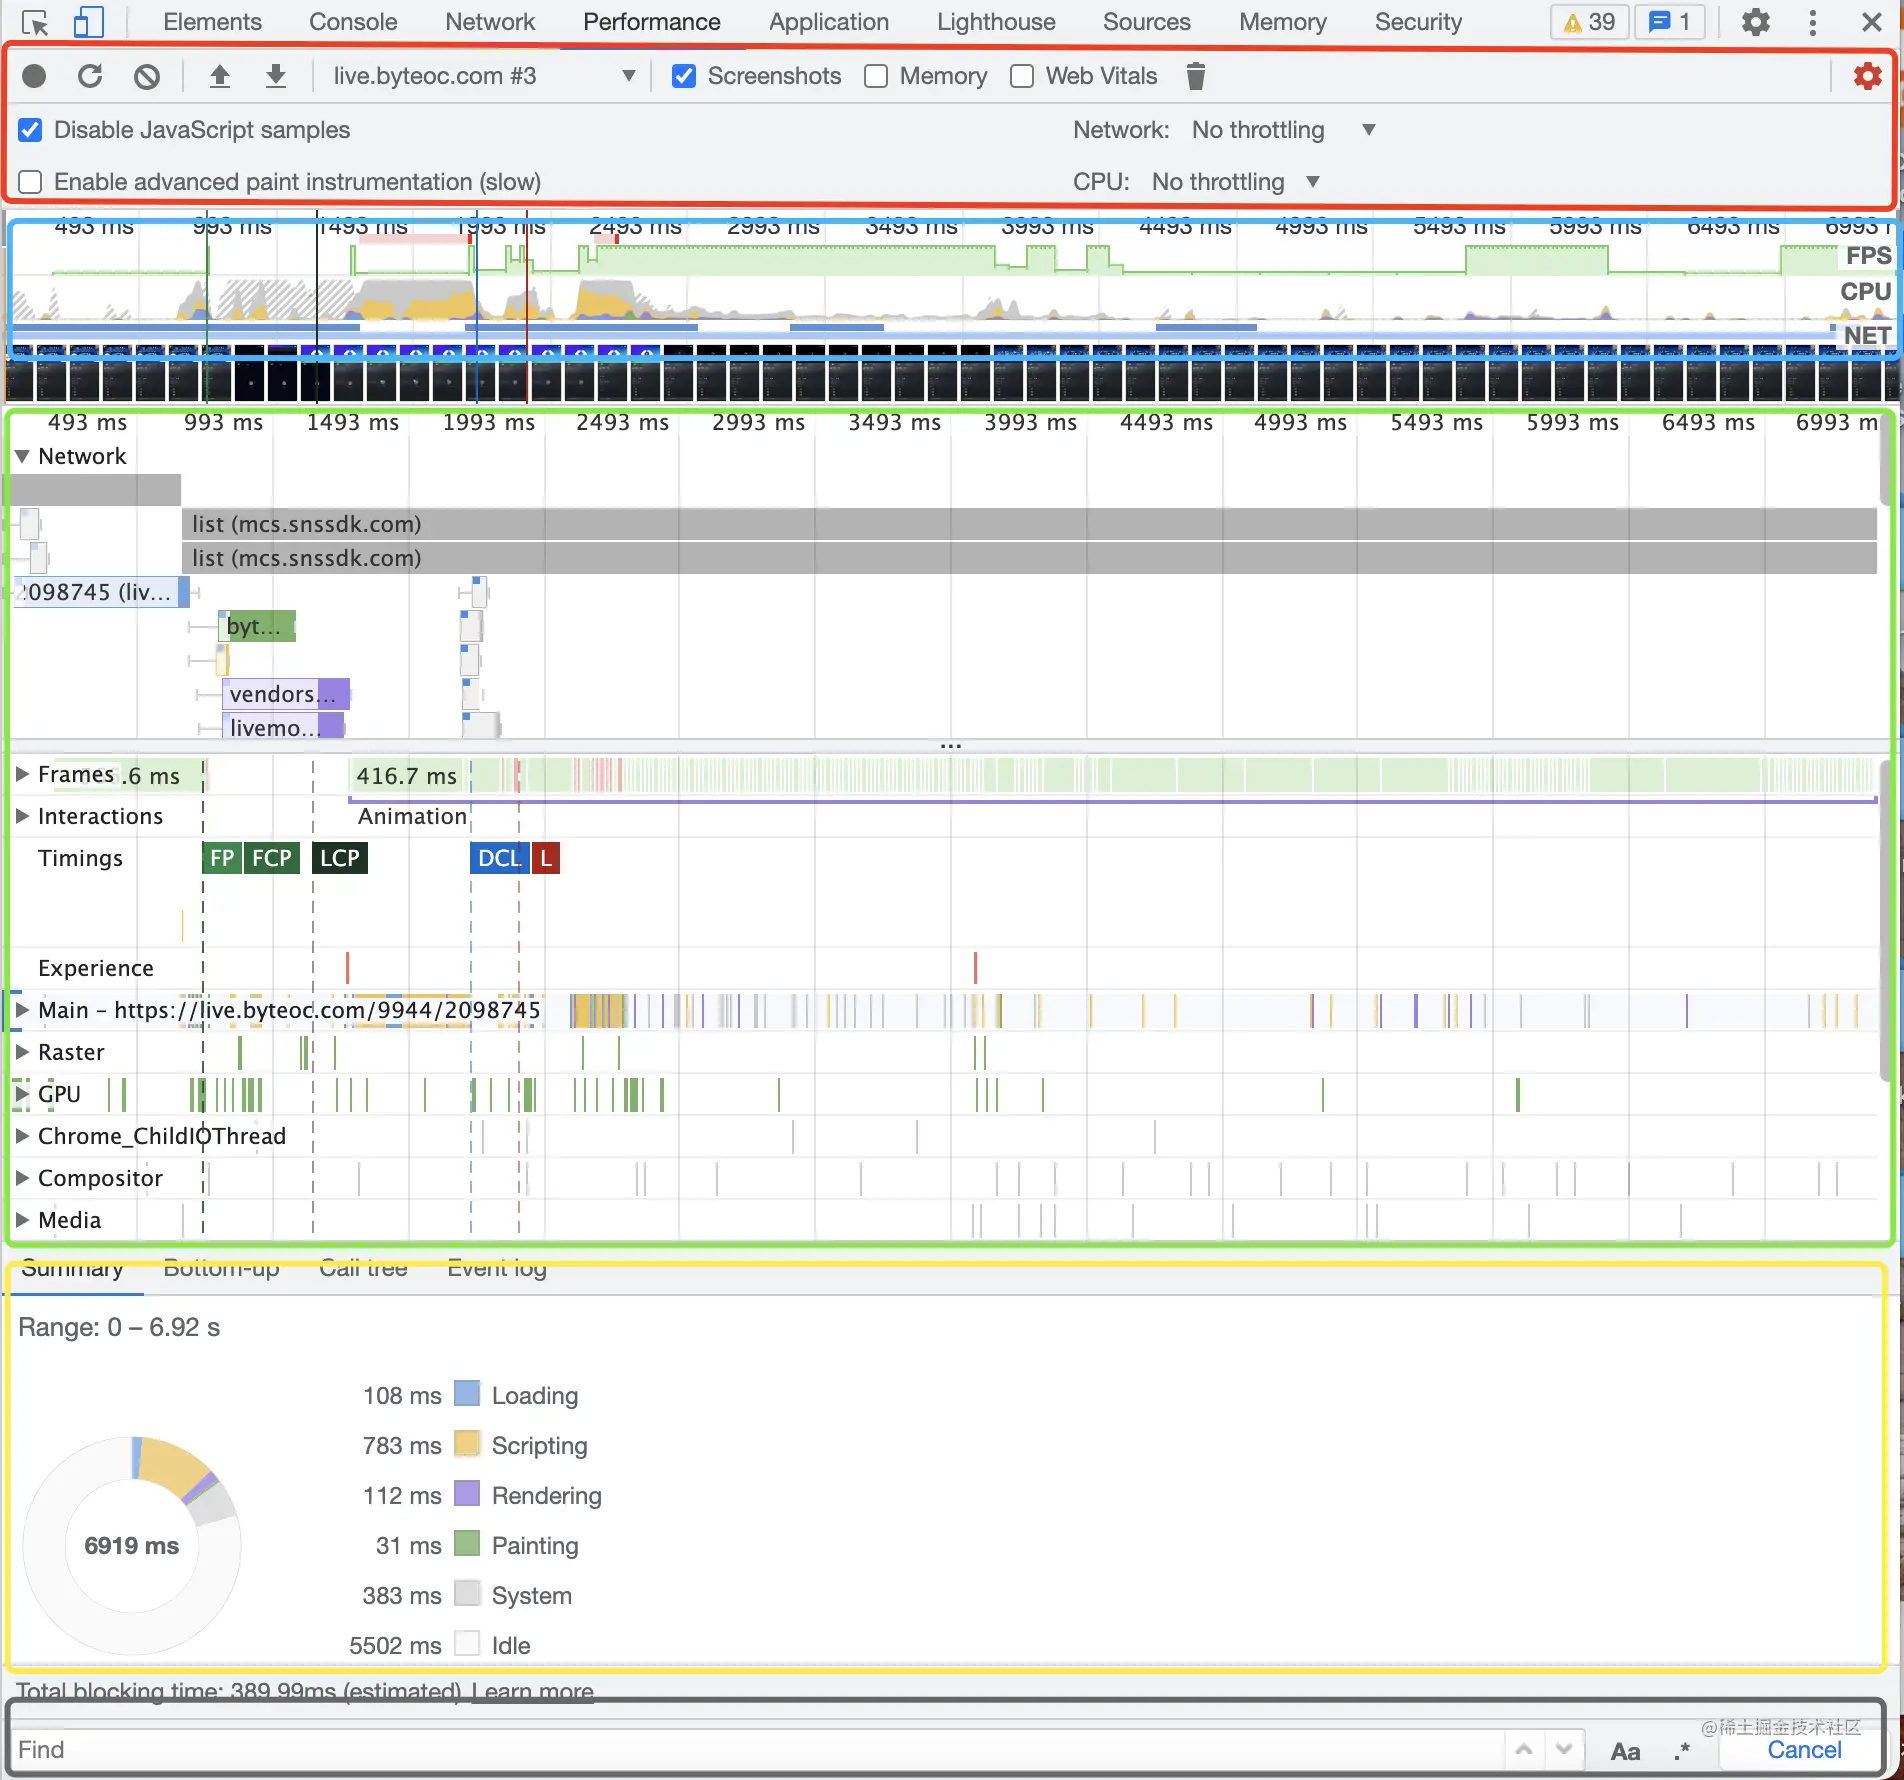 Elements Console Network Performance Application Lighthouse Sources Memory Security 39 1
live.byteoc.com #3 Screenshots Memory Web Vitals
Disable JavaScript samples Network: No throttling
Enable advanced paint instrumentation (slow) CPU: No throttling
493 ms 993 ms 1493 ms 1993 ms 2493 ms 2993 ms 3493 ms 3993 ms 4493 ms 4993 ms 5493 ms 5993 ms 6493 ms 6993 r
FPS
CPU
NET
493 ms 993 ms 1493 ms 1993 ms 2493 ms 2993 ms 3493 ms 3993 ms 4493 ms 4993 ms 5493 ms 5993 ms 6493 ms 6993 m
Network
list (mcs.snssdk.com)
list (mcs.snssdk.com)
2098745 (liv...
byt...
vendors...
livemo...
...
Frames .6 ms 416.7 ms
Interactions Animation
Timings FP FCP LCP DCL L
Experience
Main – https://live.byteoc.com/9944/2098745
Raster
GPU
Chrome_ChildIOThread
Compositor
Media
Summary Bottom-up Call tree Event log
Range: 0 – 6.92 s
108 ms Loading
783 ms Scripting
112 ms Rendering
6919 ms
31 ms Painting
383 ms System
5502 ms Idle
Total blocking time: 389.99ms (estimated) Learn more
@稀土掘金技术社区
Find Aa .* Cancel